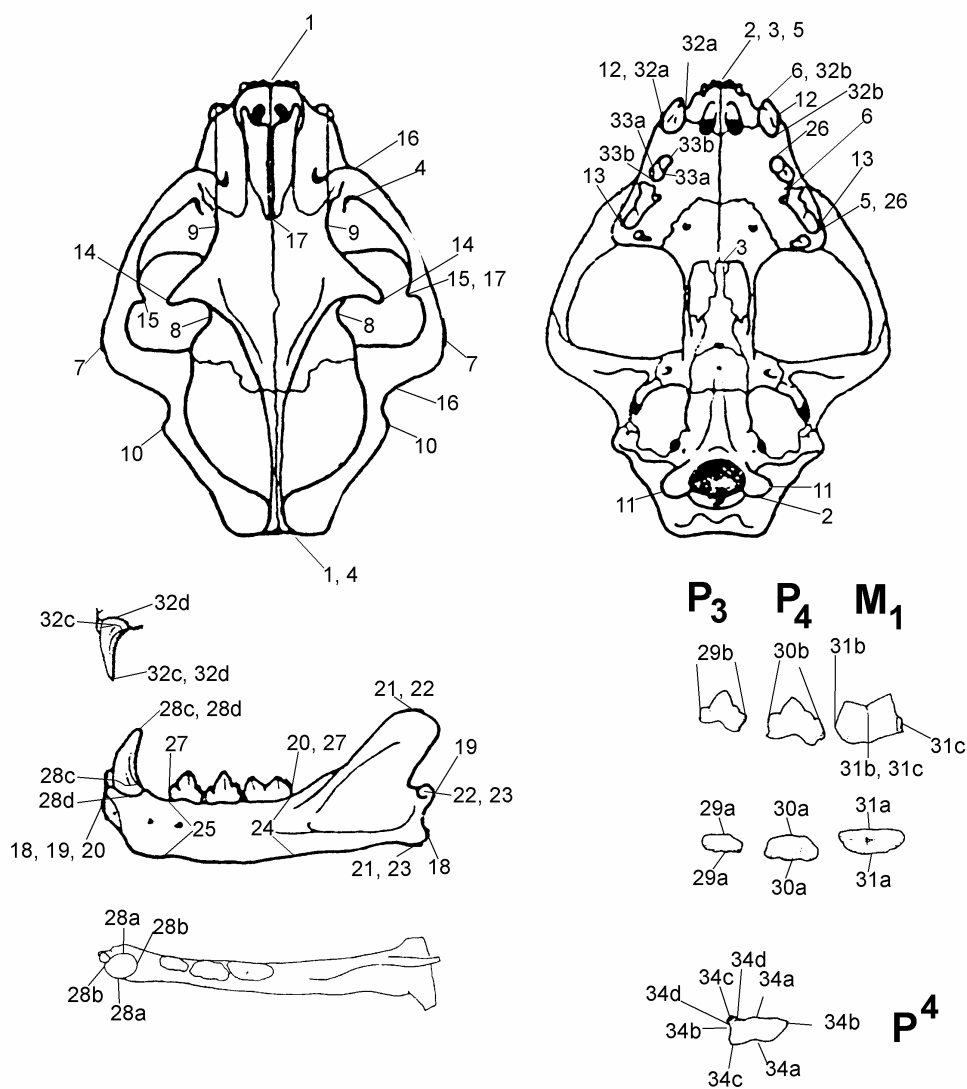 1
16
4
9
17
9
14
14
15, 17
15
8
8
7
7
16
10
10
1, 4
2, 3, 5
32a
12, 32a
6, 32b
12
32b
33a
33b
26
6
33b
33a
13
13
5, 26
3
11
11
2
32d
32c
32c, 32d
28c, 28d
21, 22
27
20, 27
19
28c
28d
22, 23
25
24
18, 19, 20
21, 23
18
28a
28b
28b
28a
P3
P4
M1
29b
30b
31b
31c
31b, 31c
29a
30a
31a
29a
30a
31a
34d
34c
34a
34d
34b
34b
34c
34a
P4